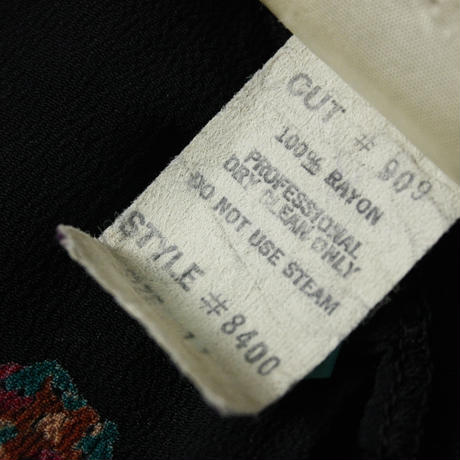 CUT # 909
100% RAYON
PROFESSIONAL
DRY CLEAN ONLY
DO NOT USE STEAM
STYLE #8400